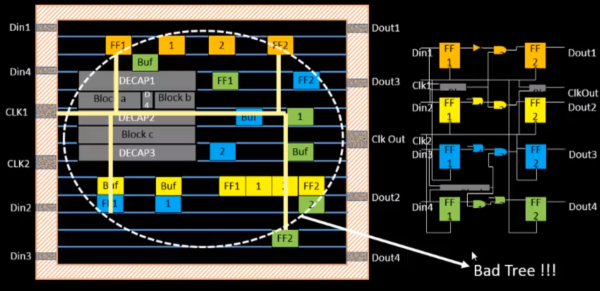 Din1
Din4
CLK1
CLK2
Din2
Din3
FF1
1
2
FF2
Buf
DECAP1
FF1
FF2
Block a
Block b
DECAP2
Buf
1
Block c
DECAP3
2
Buf
Buf
Buf
FF1
1
FF2
FF1
1
2
FF2
Dout1
Dout3
Clk Out
Dout2
Dout4
Din1
FF
1
FF
2
Dout1
Clk1
ClkOut
Din2
FF
1
FF
2
Clk2
Din3
FF
1
FF
2
Dout3
Din4
FF
1
FF
2
Dout4
Bad Tree !!!